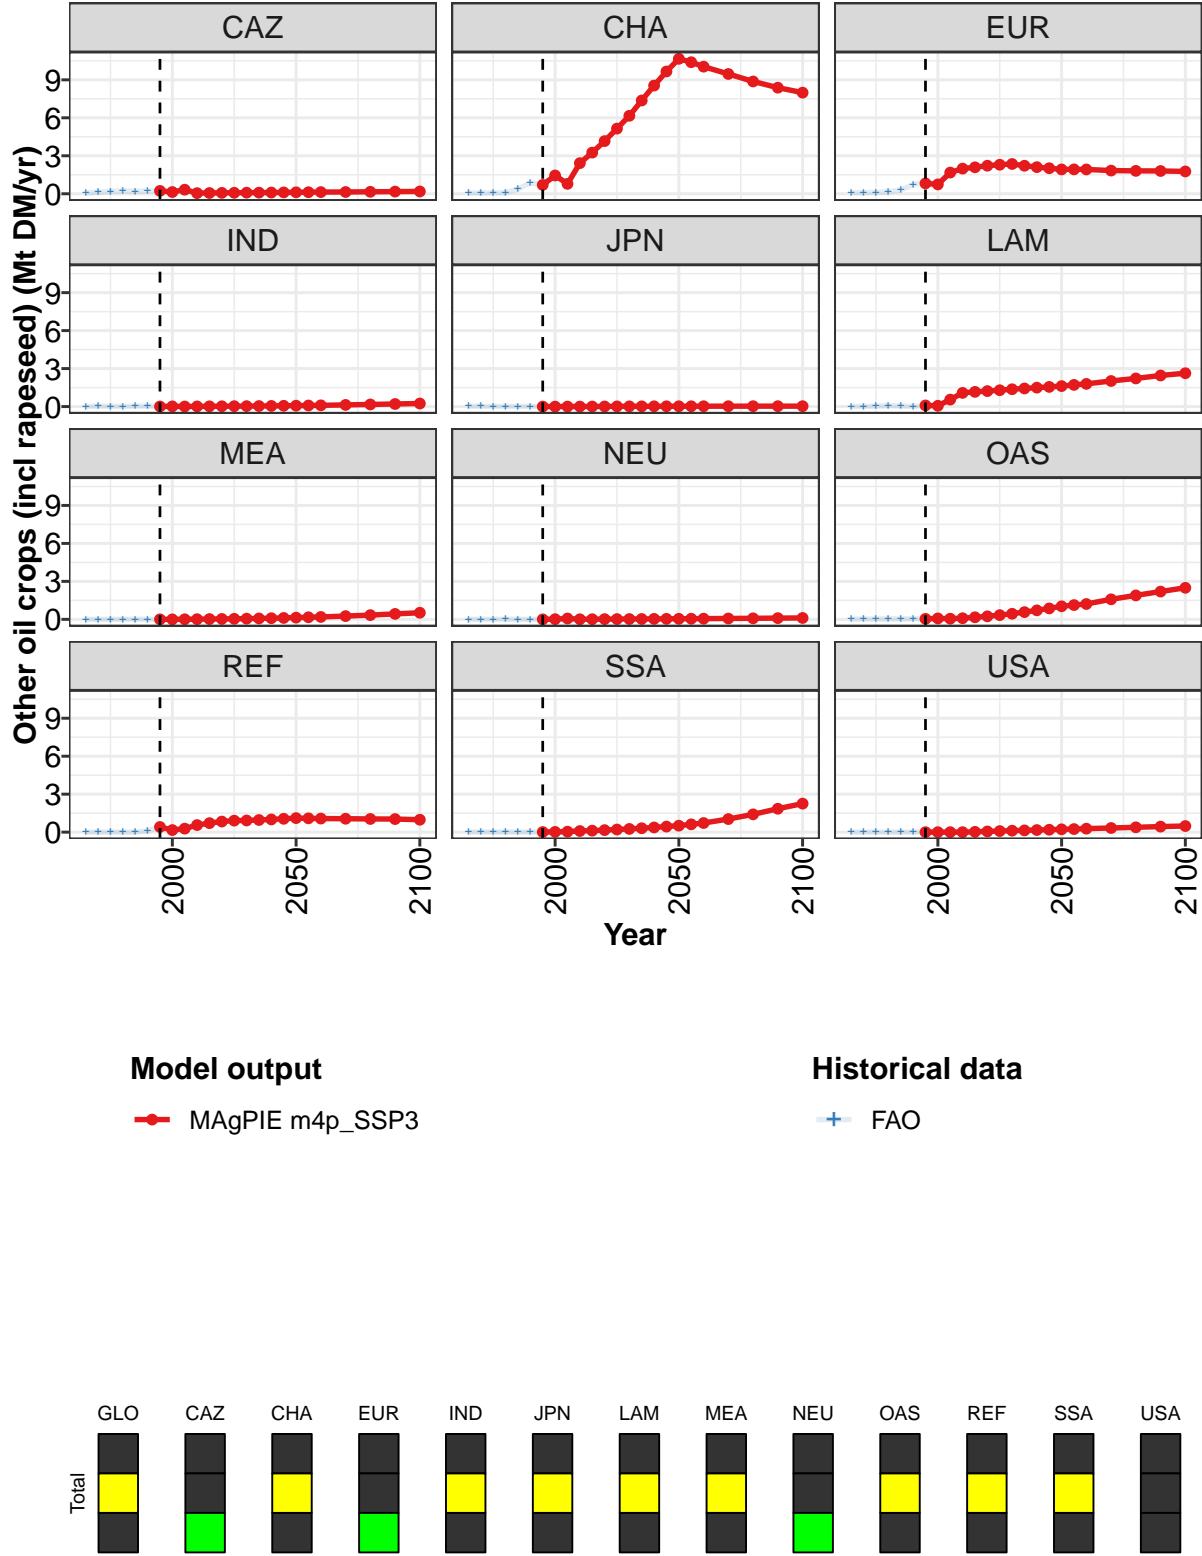 Other oil crops (incl rapeseed) (Mt DM/yr)
CAZ
CHA
EUR
9
6
3
0
IND
JPN
LAM
9
6
3
0
MEA
NEU
OAS
9
6
3
0
REF
SSA
USA
9
6
3
0
2000
2050
2100
2000
2050
2100
2000
2050
2100
Year
Model output
MAgPIE m4p_SSP3
Historical data
FAO
GLO CAZ CHA EUR IND JPN LAM MEA NEU OAS REF SSA USA
Total